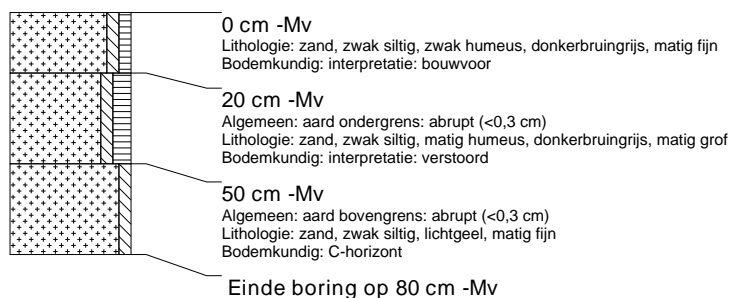 0 cm -Mv
Lithologie: zand, zwak siltig, zwak humeus, donkerbruingrijs, matig fijn
Bodemkundig: interpretatie: bouwvoor
20 cm -Mv
Algemeen: aard ondergrens: abrupt (<0,3 cm)
Lithologie: zand, zwak siltig, matig humeus, donkerbruingrijs, matig grof
Bodemkundig: interpretatie: verstoord
50 cm -Mv
Algemeen: aard bovengrens: abrupt (<0,3 cm)
Lithologie: zand, zwak siltig, lichtgeel, matig fijn
Bodemkundig: C-horizont
Einde boring op 80 cm -Mv